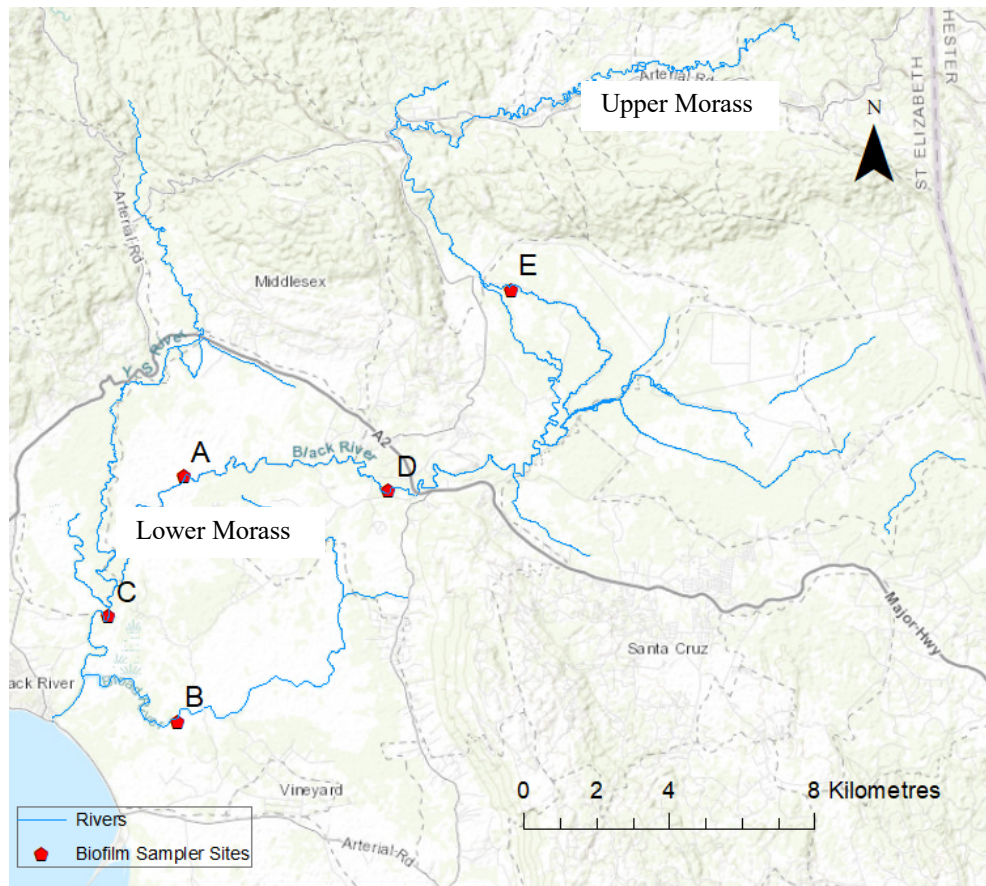 HESTER
ST ELIZABETH
Arterial Rd
Upper Morass
N
Arterial Rd
Middlesex
E
Y S River
A2
A
Black River
D
Lower Morass
C
Santa Cruz
Major Hwy
ack River
B
Vineyard
Arterial Rd
0 2 4 8 Kilometres
Rivers
Biofilm Sampler Sites